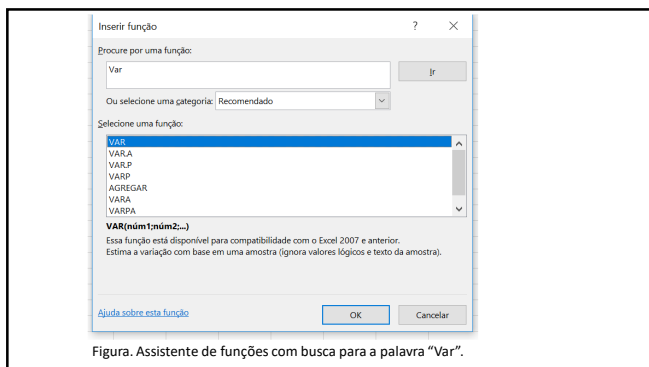 Inserir função ? ×
Procure por uma função:
Var
Ir
Ou selecione uma categoria: Recomendado
Selecione uma função:
VAR
VAR.A
VAR.P
VARP
AGREGAR
VARA
VARPA
VAR(núm1;núm2;...)
Essa função está disponível para compatibilidade com o Excel 2007 e anterior.
Estima a variação com base em uma amostra (ignora valores lógicos e texto da amostra).
Ajuda sobre esta função
OK Cancelar
Figura. Assistente de funções com busca para a palavra “Var”.